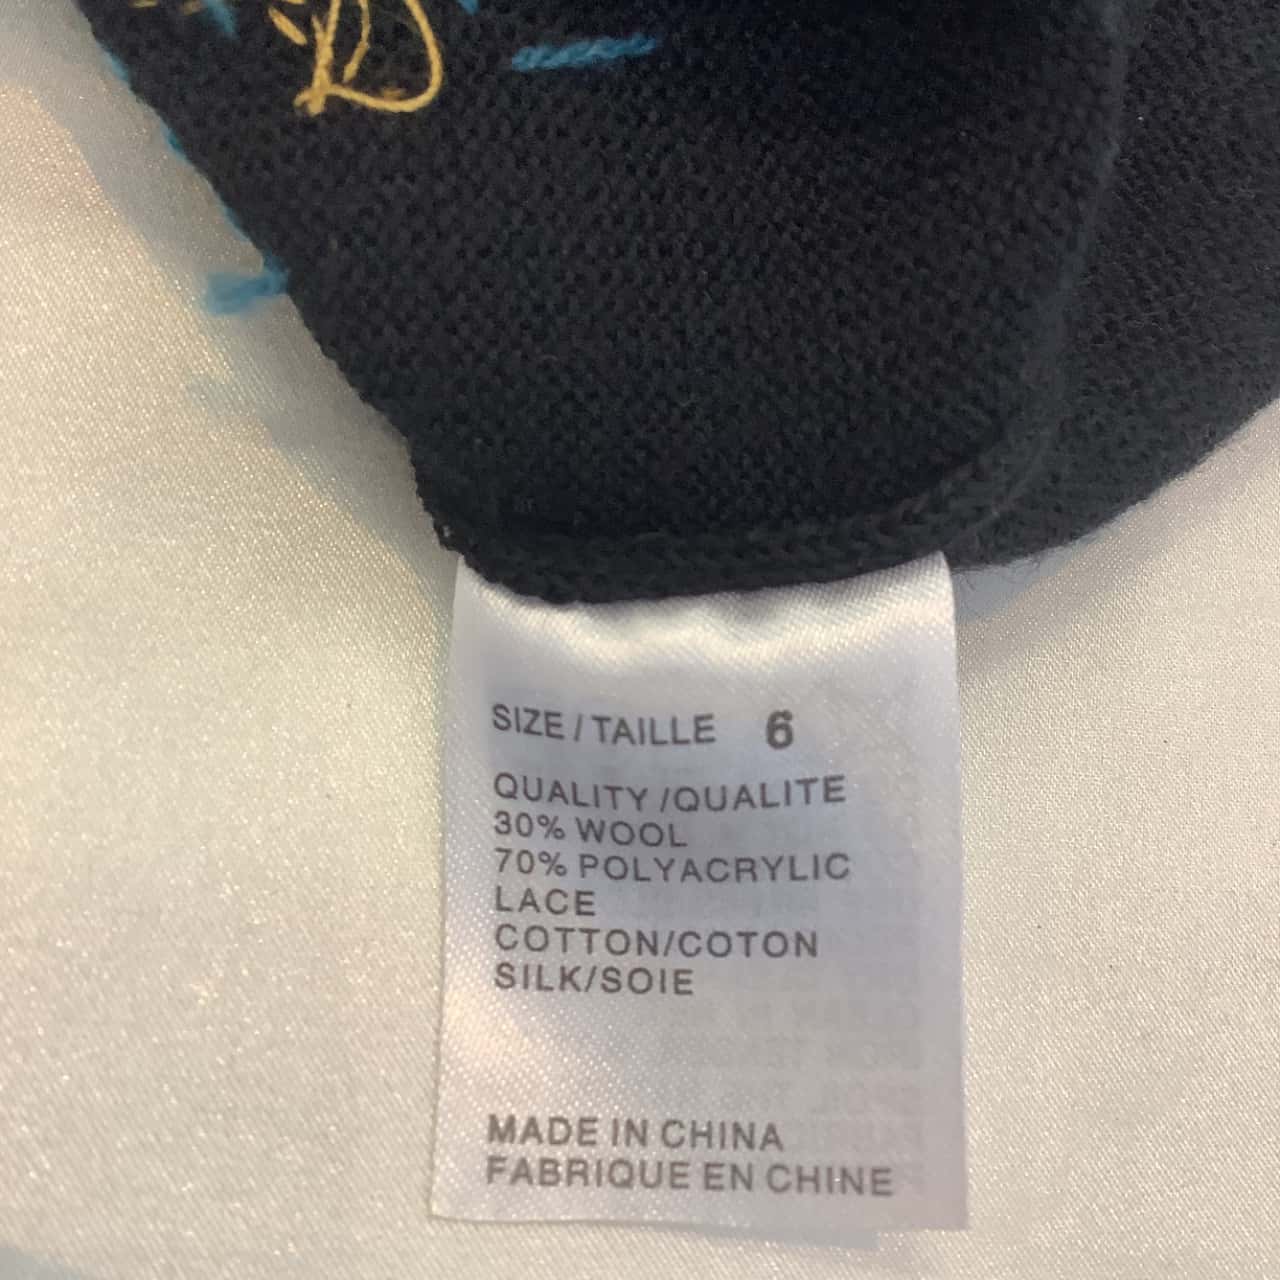 SIZE / TAILLE 6
QUALITY /QUALITE
30% WOOL
70% POLYACRYLIC
LACE
COTTON/COTON
SILK/SOIE
MADE IN CHINA
FABRIQUE EN CHINE